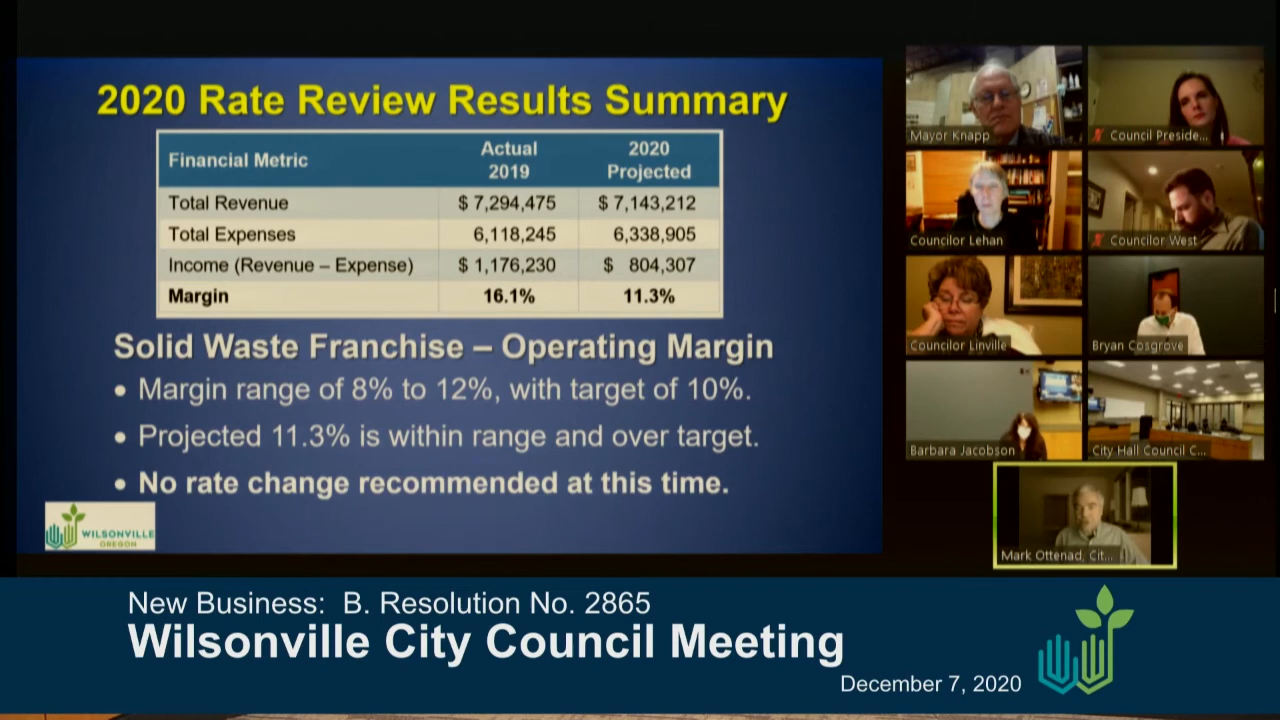 2020 Rate Review Results Summary
Financial Metric
Actual
2019
2020
Projected
Total Revenue $ 7,294,475 $ 7,143,212
Total Expenses 6,118,245 6,338,905
Income (Revenue – Expense) $ 1,176,230 $ 804,307
Margin 16.1% 11.3%
Solid Waste Franchise – Operating Margin
• Margin range of 8% to 12%, with target of 10%.
• Projected 11.3% is within range and over target.
• No rate change recommended at this time.
WILSONVILLE
OREGON
Mayor Knapp
Council Preside...
Councilor Lehan
Councilor West
Councilor Linville
Bryan Cosgrove
Barbara Jacobson
City Hall Council C...
Mark Ottenad, Cit...
New Business: B. Resolution No. 2865
Wilsonville City Council Meeting
December 7, 2020